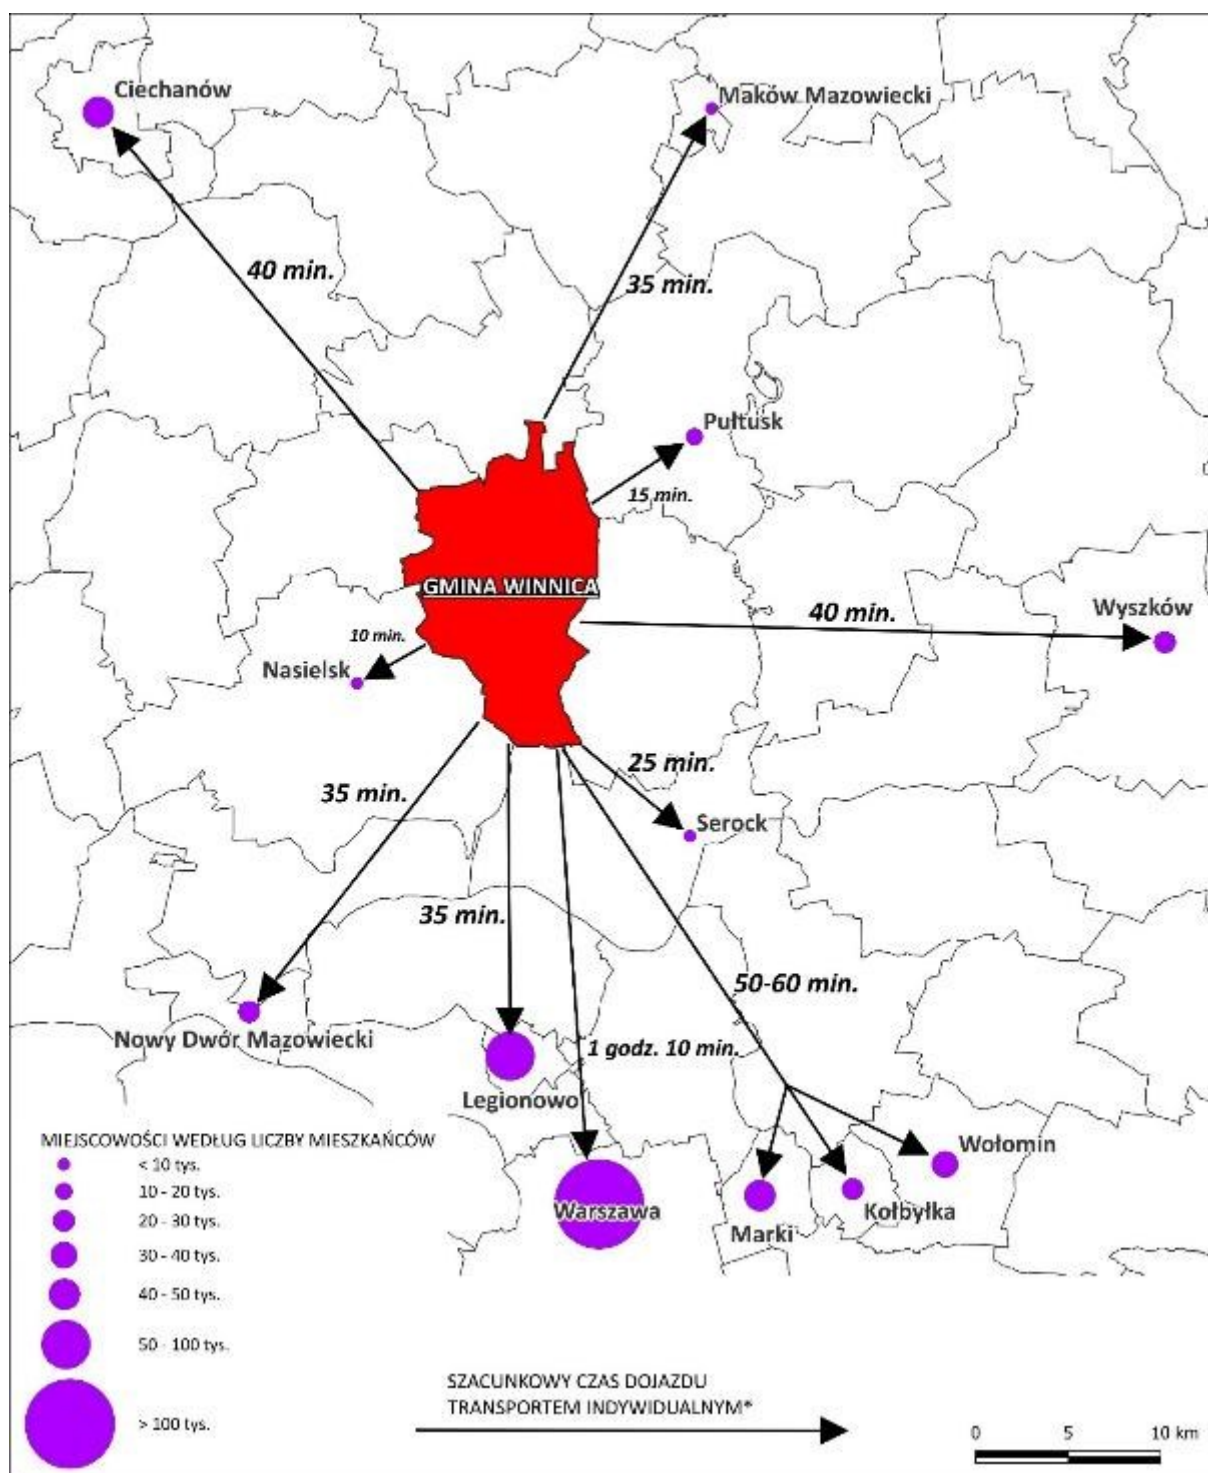 Ciechanów
Maków Mazowiecki
40 min.
35 min.
Pułtusk
15 min.
GMINA WINNICA
Wyszków
40 min.
10 min.
Nasielsk
25 min.
35 min.
Serock
35 min.
50-60 min.
Nowy Dwór Mazowiecki
1 godz. 10 min.
Legionowo
MIEJSCOWOŚCI WEDŁUG LICZBY MIESZKAŃCÓW
Wołomin
Warszawa
Kołbyłka
Marki
< 10 tys.
10 - 20 tys.
20 - 30 tys.
30 - 40 tys.
40 - 50 tys.
50 - 100 tys.
> 100 tys.
SZACUNKOWY CZAS DOJAZDU
TRANSPORTEM INDYWIDUALNYM*
0 5 10 km